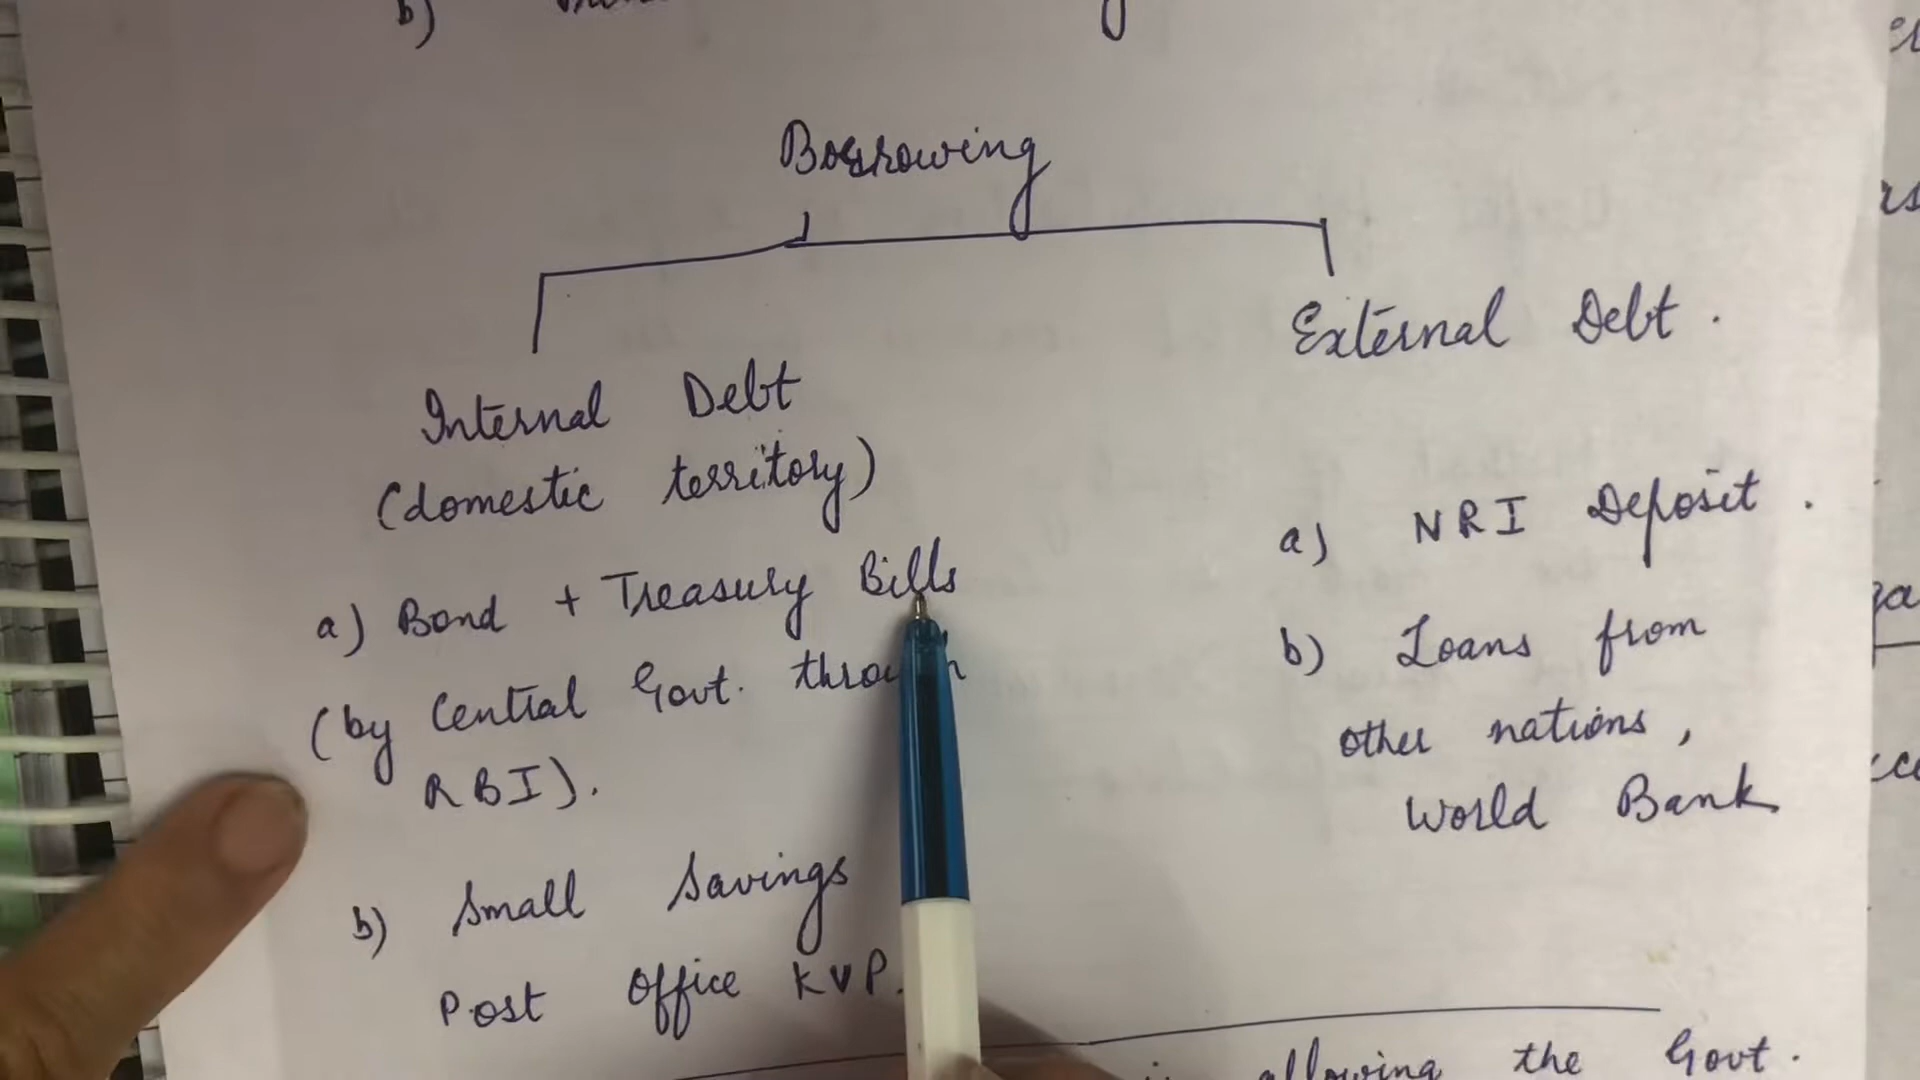 b)
Borrowing
Internal Debt
(domestic territory)
a) Bond + Treasury Bills
(by Central Govt. through
RBI).
b) Small Savings
Post Office KVP.
External Debt.
a) NRI Deposit.
b) Loans from
other nations,
World Bank
allowing the Govt.